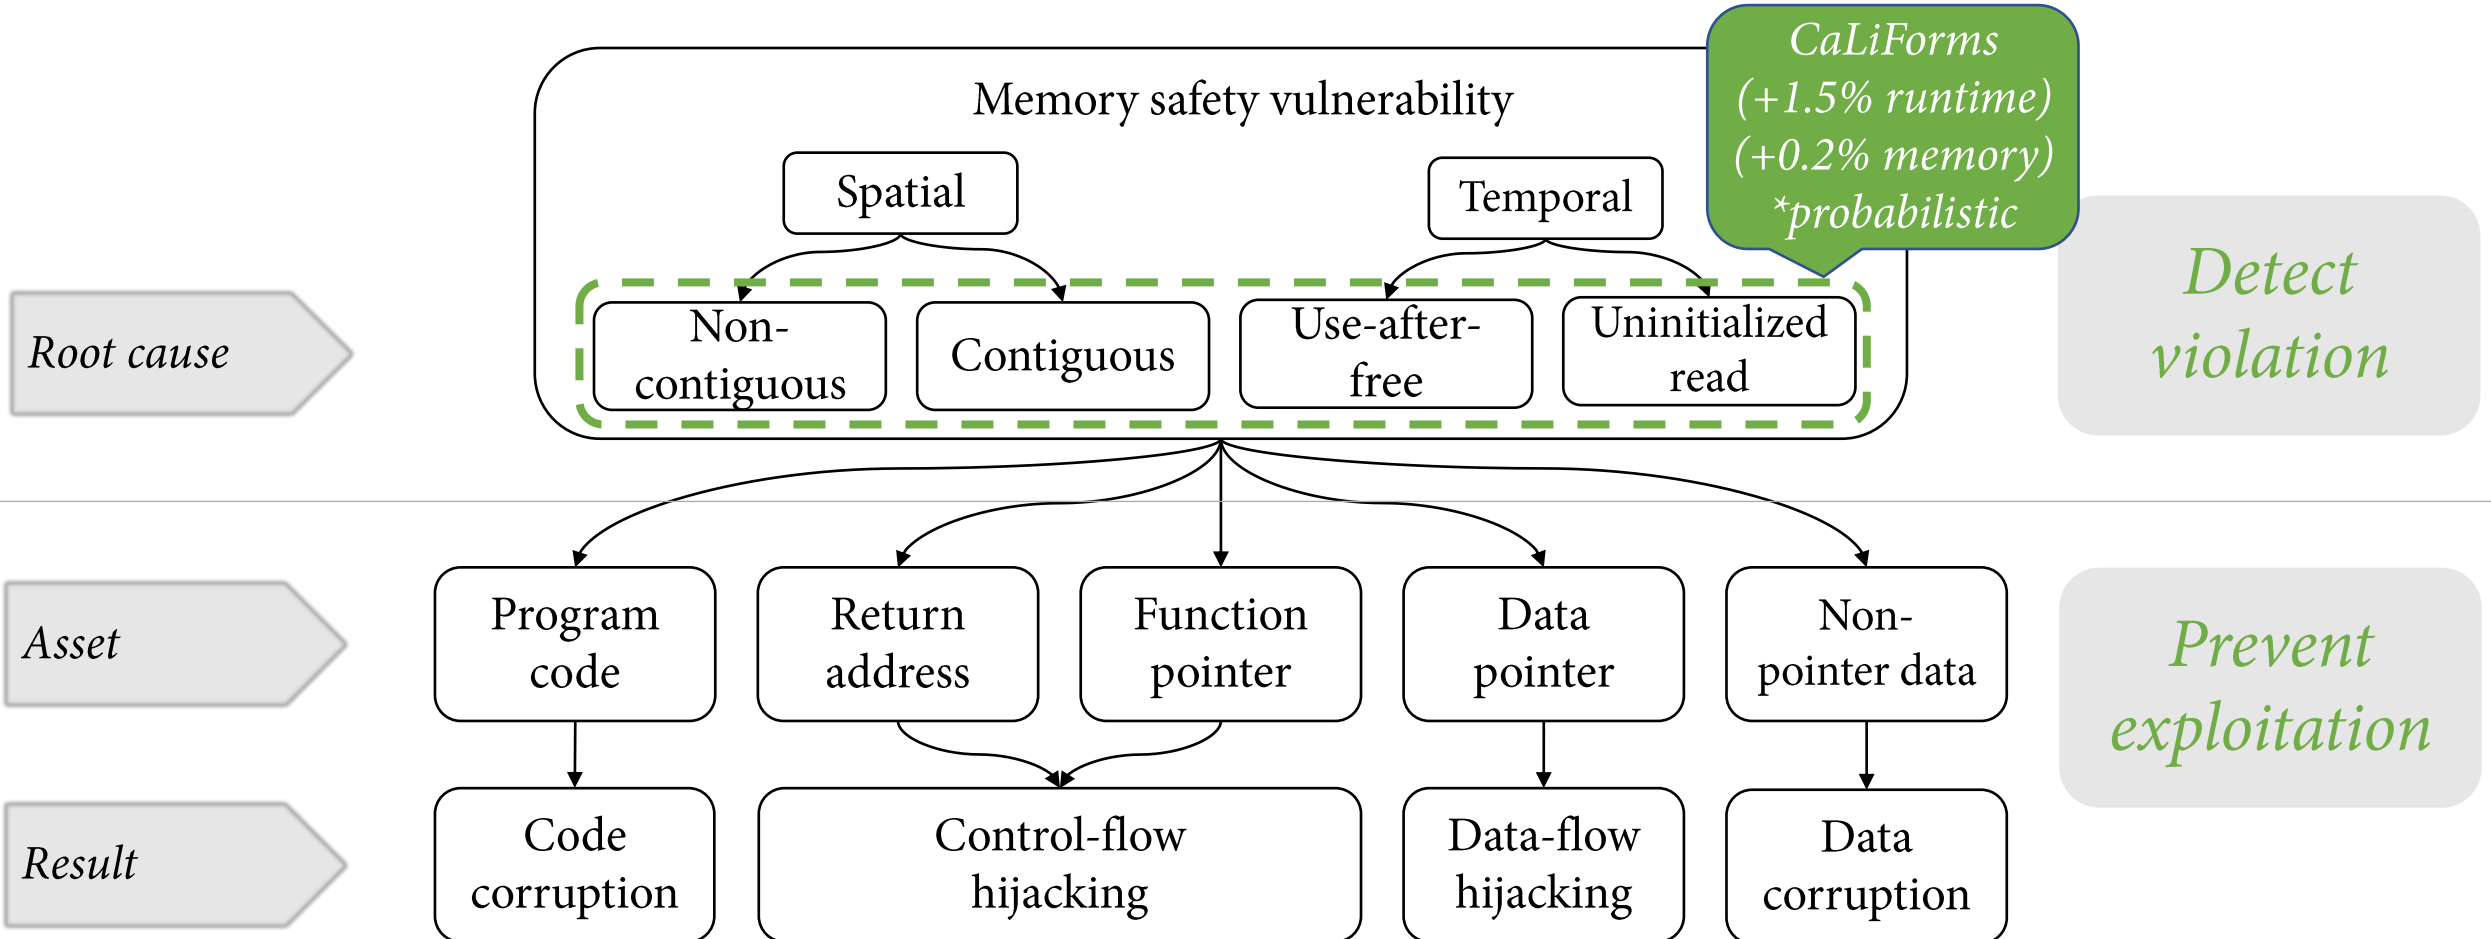 CaLiForms
(+1.5% runtime)
(+0.2% memory)
*probabilistic
Memory safety vulnerability
Spatial
Temporal
Detect
violation
Root cause
Non-
contiguous
Contiguous
Use-after-
free
Uninitialized
read
Asset
Program
code
Return
address
Function
pointer
Data
pointer
Non-
pointer data
Prevent
exploitation
Result
Code
corruption
Control-flow
hijacking
Data-flow
hijacking
Data
corruption